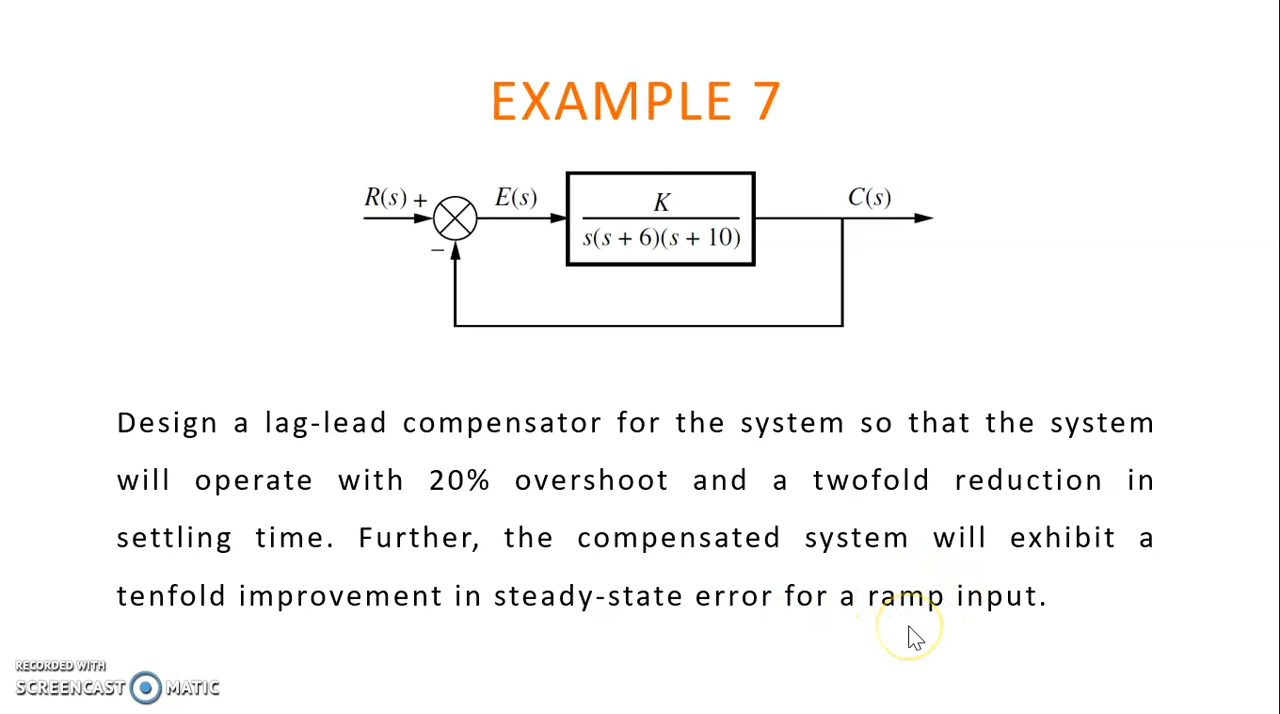 EXAMPLE 7
R(s) + E(s) K C(s)
− s(s + 6)(s + 10)
Design a lag-lead compensator for the system so that the system
will operate with 20% overshoot and a twofold reduction in
settling time. Further, the compensated system will exhibit a
tenfold improvement in steady-state error for a ramp input.
RECORDED WITH
SCREENCAST MATIC